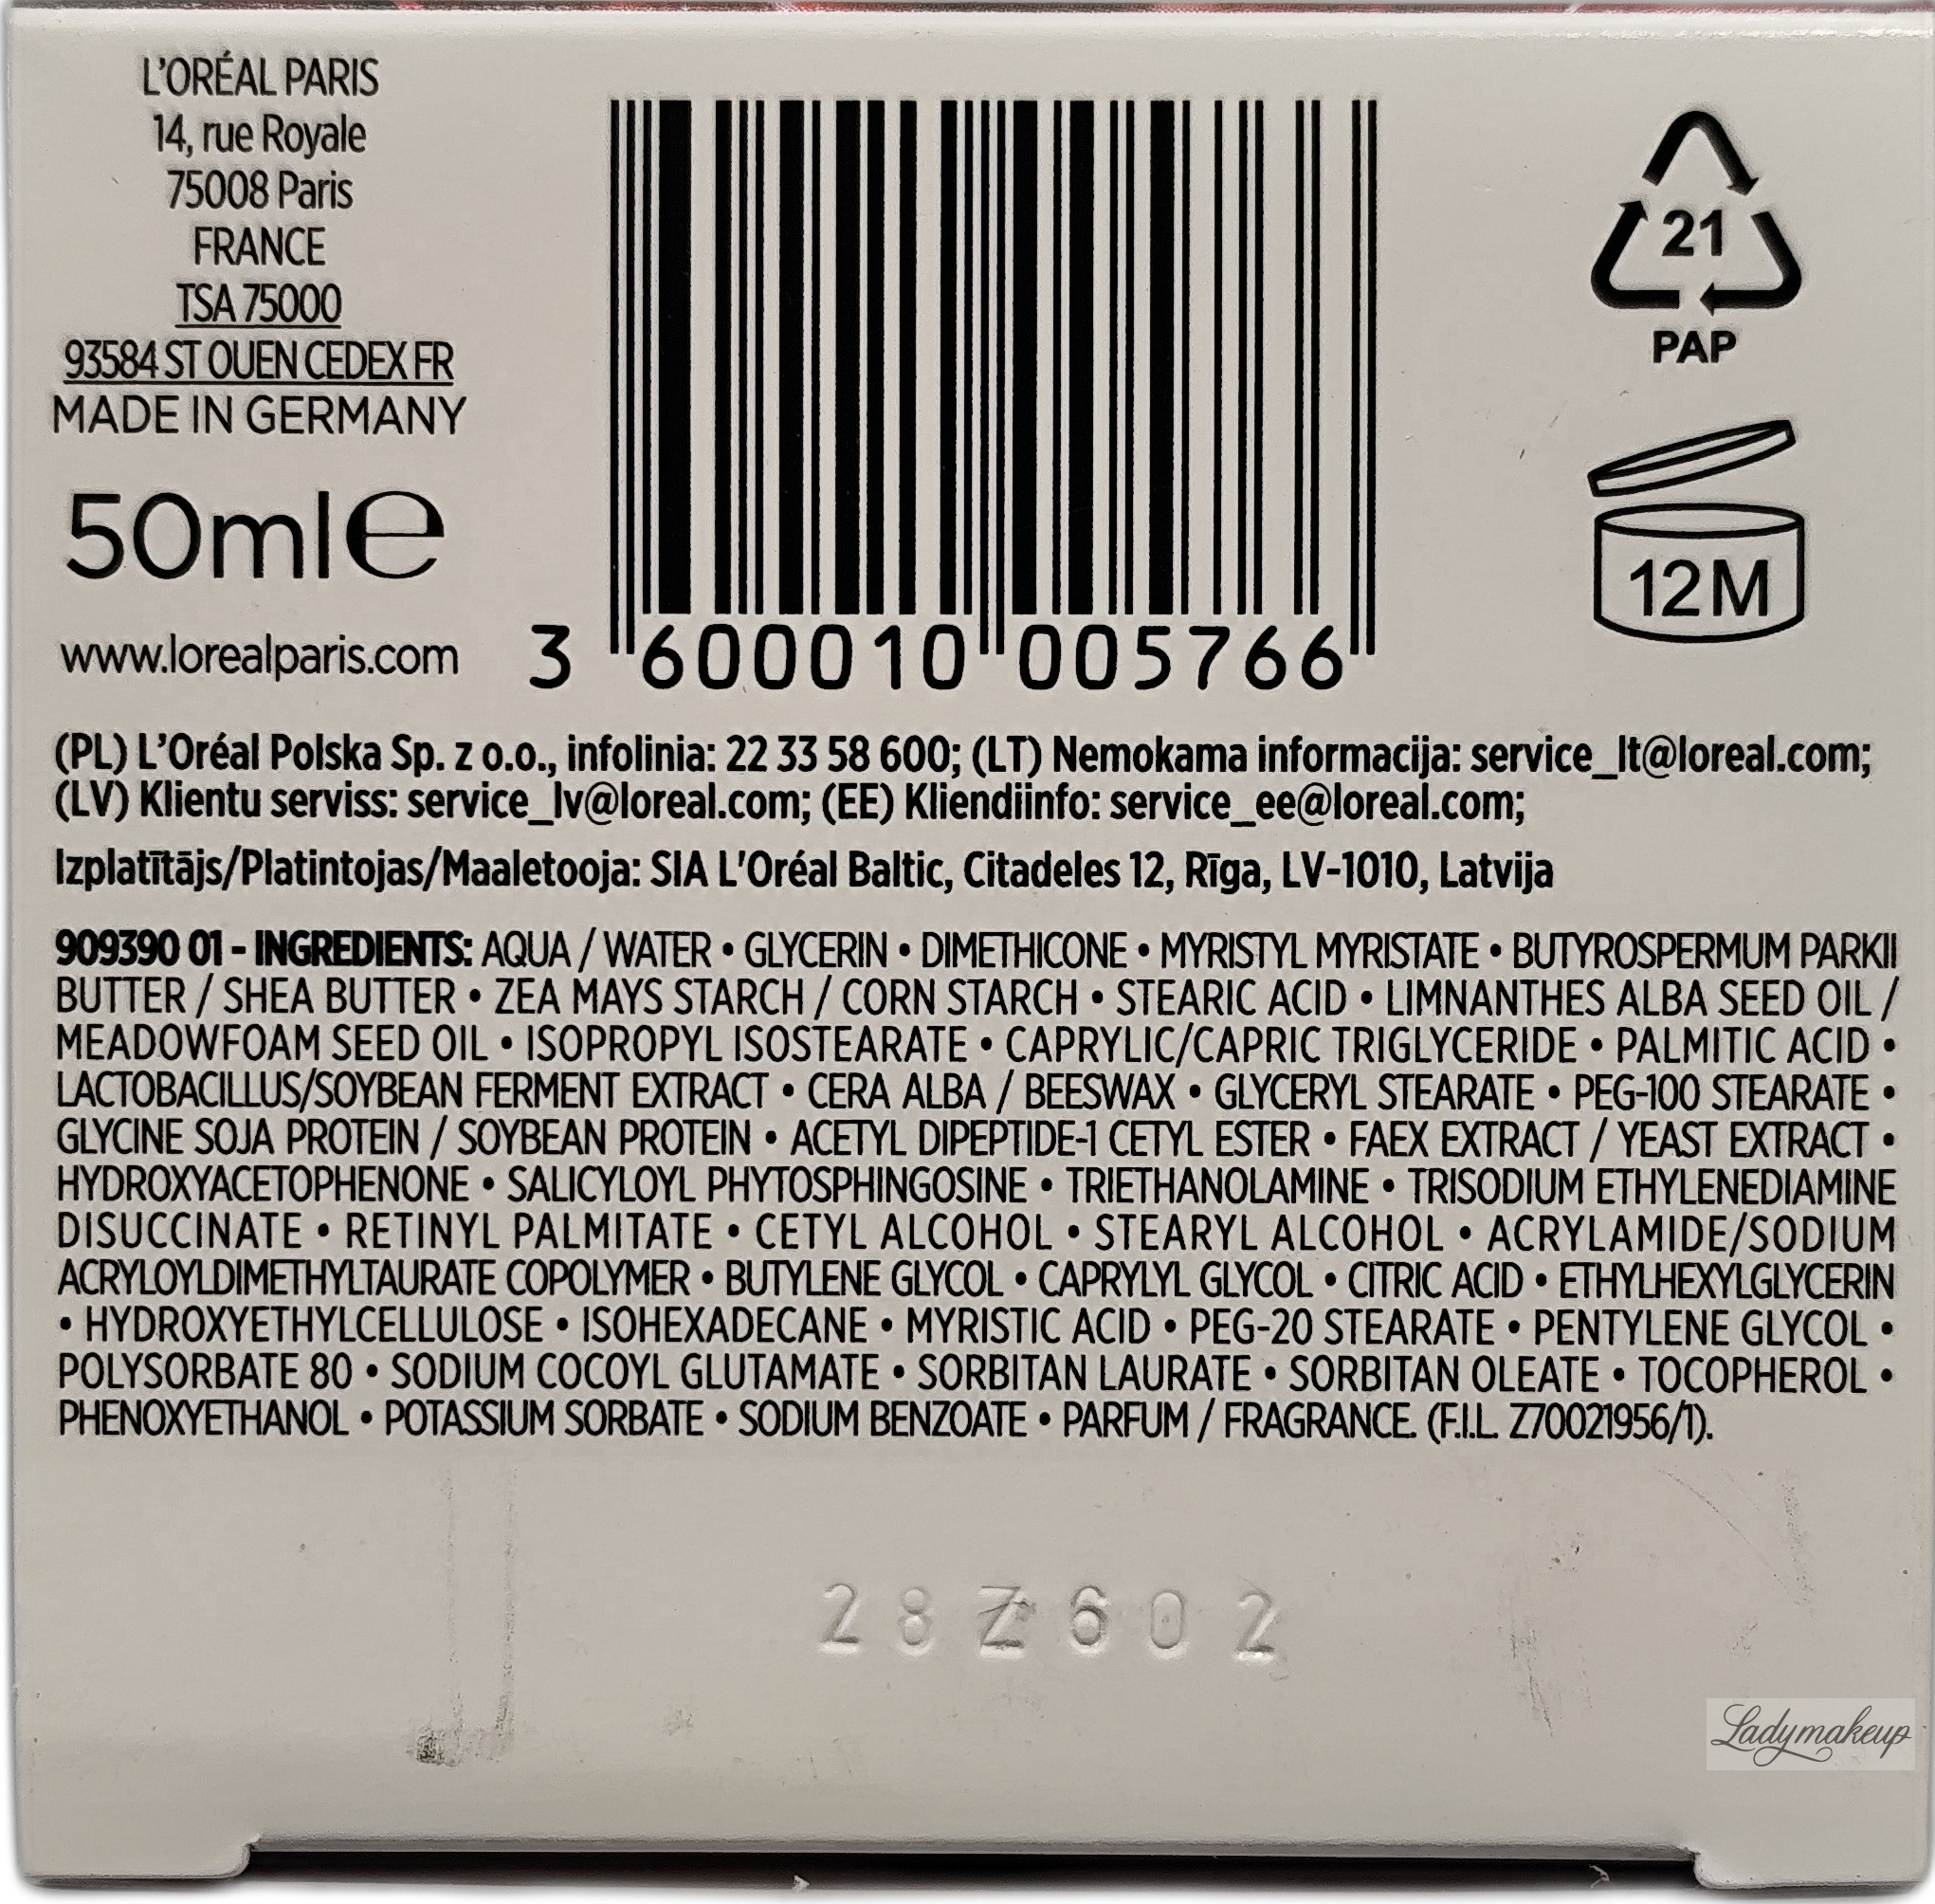 L'ORÉAL PARIS
14, rue Royale
75008 Paris
FRANCE
TSA 75000
93584 ST OUEN CEDEX FR
MADE IN GERMANY
50ml℮
www.lorealparis.com
3 600010 005766
21
PAP
12M
(PL) L'Oréal Polska Sp. z o.o., infolinia: 22 33 58 600; (LT) Nemokama informacija: service_lt@loreal.com;
(LV) Klientu serviss: service_lv@loreal.com; (EE) Kliendiinfo: service_ee@loreal.com;
Izplatītājs/Platintojas/Maaletooja: SIA L'Oréal Baltic, Citadeles 12, Rīga, LV-1010, Latvija
909390 01 - INGREDIENTS: AQUA / WATER • GLYCERIN • DIMETHICONE • MYRISTYL MYRISTATE • BUTYROSPERMUM PARKII
BUTTER / SHEA BUTTER • ZEA MAYS STARCH / CORN STARCH • STEARIC ACID • LIMNANTHES ALBA SEED OIL /
MEADOWFOAM SEED OIL • ISOPROPYL ISOSTEARATE • CAPRYLIC/CAPRIC TRIGLYCERIDE • PALMITIC ACID •
LACTOBACILLUS/SOYBEAN FERMENT EXTRACT • CERA ALBA / BEESWAX • GLYCERYL STEARATE • PEG-100 STEARATE •
GLYCINE SOJA PROTEIN / SOYBEAN PROTEIN • ACETYL DIPEPTIDE-1 CETYL ESTER • FAEX EXTRACT / YEAST EXTRACT •
HYDROXYACETOPHENONE • SALICYLOYL PHYTOSPHINGOSINE • TRIETHANOLAMINE • TRISODIUM ETHYLENEDIAMINE
DISUCCINATE • RETINYL PALMITATE • CETYL ALCOHOL • STEARYL ALCOHOL • ACRYLAMIDE/SODIUM
ACRYLOYLDIMETHYLTAURATE COPOLYMER • BUTYLENE GLYCOL • CAPRYLYL GLYCOL • CITRIC ACID • ETHYLHEXYLGLYCERIN
• HYDROXYETHYLCELLULOSE • ISOHEXADECANE • MYRISTIC ACID • PEG-20 STEARATE • PENTYLENE GLYCOL •
POLYSORBATE 80 • SODIUM COCOYL GLUTAMATE • SORBITAN LAURATE • SORBITAN OLEATE • TOCOPHEROL •
PHENOXYETHANOL • POTASSIUM SORBATE • SODIUM BENZOATE • PARFUM / FRAGRANCE. (F.I.L. Z70021956/1).
28Z602
Ladymakeup